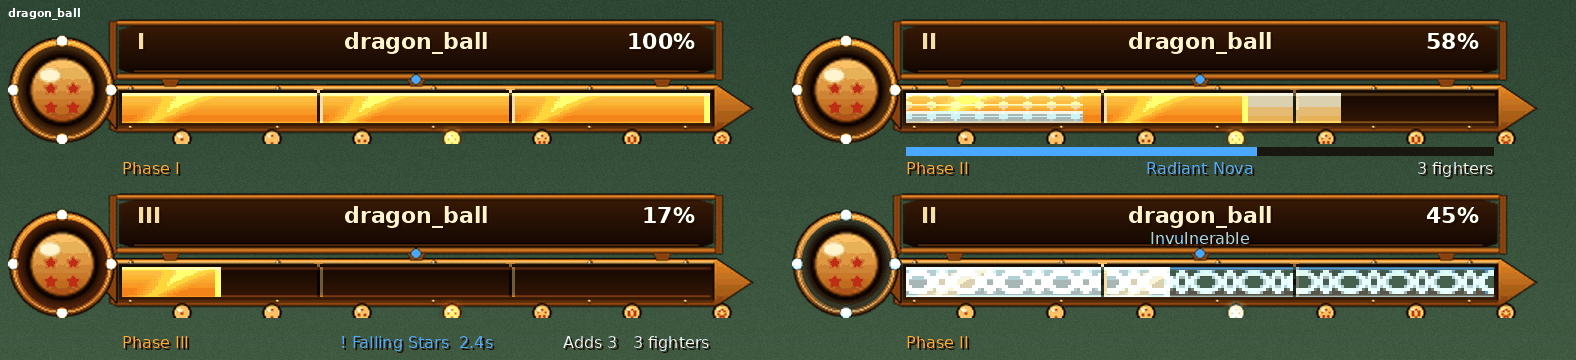 dragon_ball
I dragon_ball 100%
Phase I
II dragon_ball 58%
Phase II Radiant Nova 3 fighters
III dragon_ball 17%
Phase III ! Falling Stars 2.4s Adds 3 3 fighters
II dragon_ball 45%
Invulnerable
Phase II